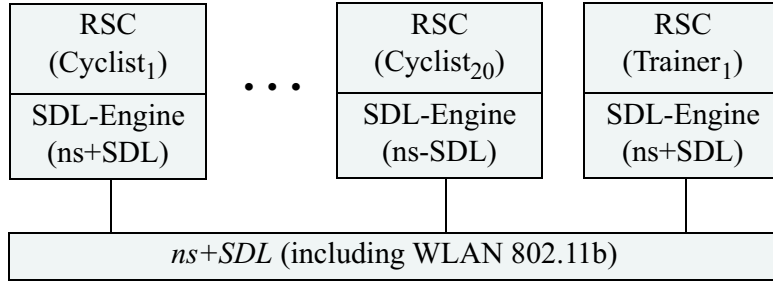 RSC
(Cyclist₁)
SDL-Engine
(ns+SDL)
. . .
RSC
(Cyclist₂₀)
SDL-Engine
(ns-SDL)
RSC
(Trainer₁)
SDL-Engine
(ns+SDL)
ns+SDL (including WLAN 802.11b)